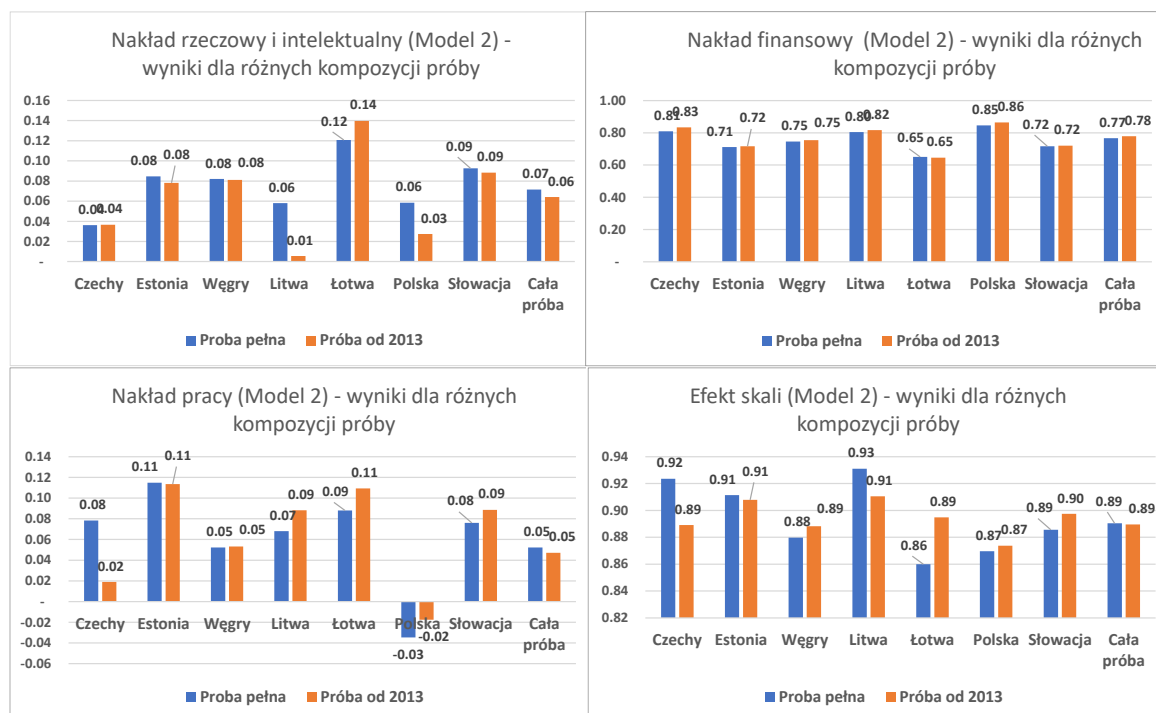 Nakład rzeczowy i intelektualny (Model 2) -
wyniki dla różnych kompozycji próby
0.16
0.14
0.12
0.10
0.08
0.06
0.04
0.02
-
0.04 0.04 0.08 0.08 0.08 0.08 0.06 0.01 0.12 0.14 0.06 0.03 0.09 0.09 0.07 0.06
Czechy Estonia Węgry Litwa Łotwa Polska Słowacja Cała
próba
Proba pełna Próba od 2013
Nakład finansowy (Model 2) - wyniki dla różnych
kompozycji próby
1.00
0.80
0.60
0.40
0.20
-
0.81 0.83 0.71 0.72 0.75 0.75 0.80 0.82 0.65 0.65 0.85 0.86 0.72 0.72 0.77 0.78
Czechy Estonia Węgry Litwa Łotwa Polska Słowacja Cała
próba
Proba pełna Próba od 2013
Nakład pracy (Model 2) - wyniki dla różnych
kompozycji próby
0.14
0.12
0.10
0.08
0.06
0.04
0.02
-
-0.02
-0.04
-0.06
0.08 0.02 0.11 0.11 0.05 0.05 0.07 0.09 0.09 0.11 -0.03 -0.02 0.08 0.09 0.05 0.05
Czechy Estonia Węgry Litwa Łotwa Polska Słowacja Cała
próba
Proba pełna Próba od 2013
Efekt skali (Model 2) - wyniki dla różnych
kompozycji próby
0.94
0.92
0.90
0.88
0.86
0.84
0.82
0.92 0.89 0.91 0.91 0.88 0.89 0.93 0.91 0.86 0.89 0.87 0.87 0.89 0.90 0.89 0.89
Czechy Estonia Węgry Litwa Łotwa Polska Słowacja Cała
próba
Proba pełna Próba od 2013